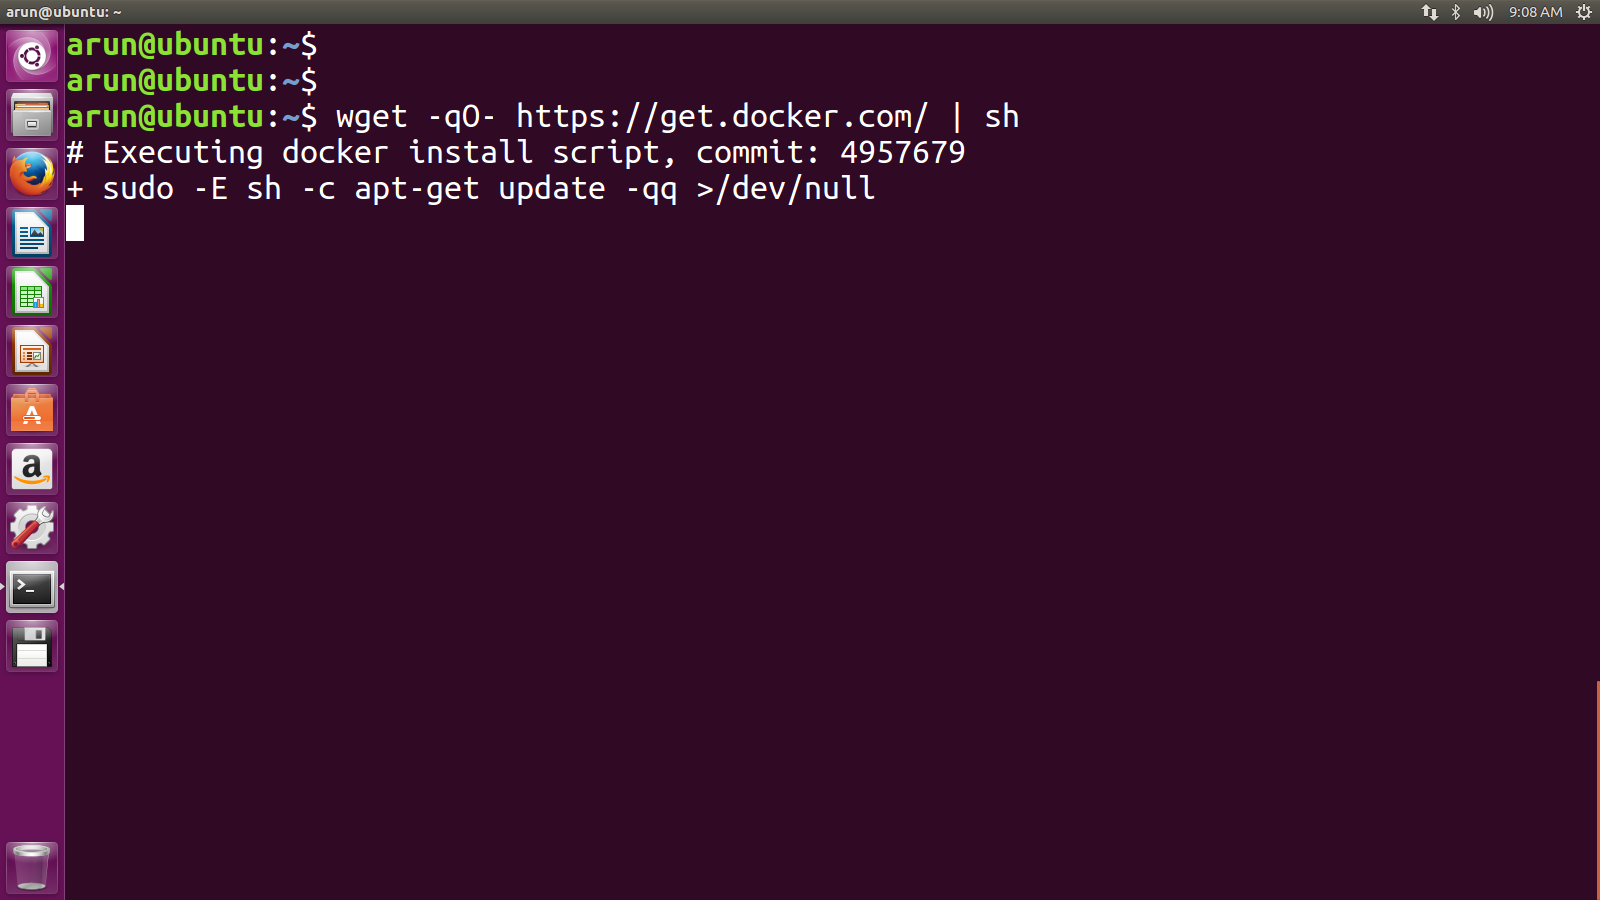 arun@ubuntu: ~
9:08 AM
arun@ubuntu:~$
arun@ubuntu:~$
arun@ubuntu:~$ wget -qO- https://get.docker.com/ | sh
# Executing docker install script, commit: 4957679
+ sudo -E sh -c apt-get update -qq >/dev/null